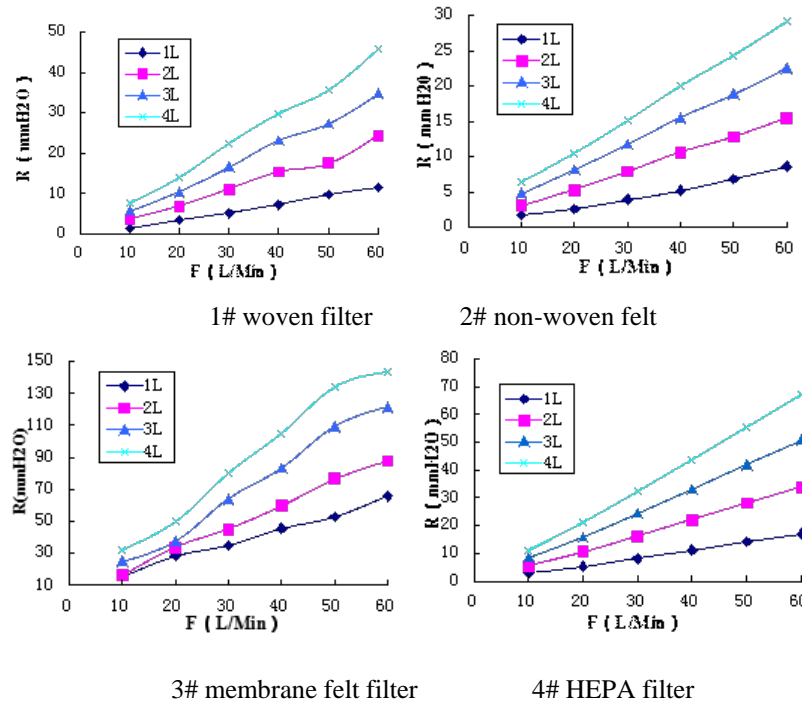 50
40
30
20
10
0
R ( mmH2O )
1L
2L
3L
4L
0 10 20 30 40 50 60
F ( L/Min )
30
25
20
15
10
5
0
R ( mmH20 )
1L
2L
3L
4L
0 10 20 30 40 50 60
F ( L/Min )
1# woven filter
2# non-woven felt
150
130
110
90
70
50
30
10
R(mmH2O)
1L
2L
3L
4L
0 10 20 30 40 50 60
F ( L/Min )
80
70
60
50
40
30
20
10
0
R ( mmH2O )
1L
2L
3L
4L
0 10 20 30 40 50 60
F ( L/Min )
3# membrane felt filter
4# HEPA filter